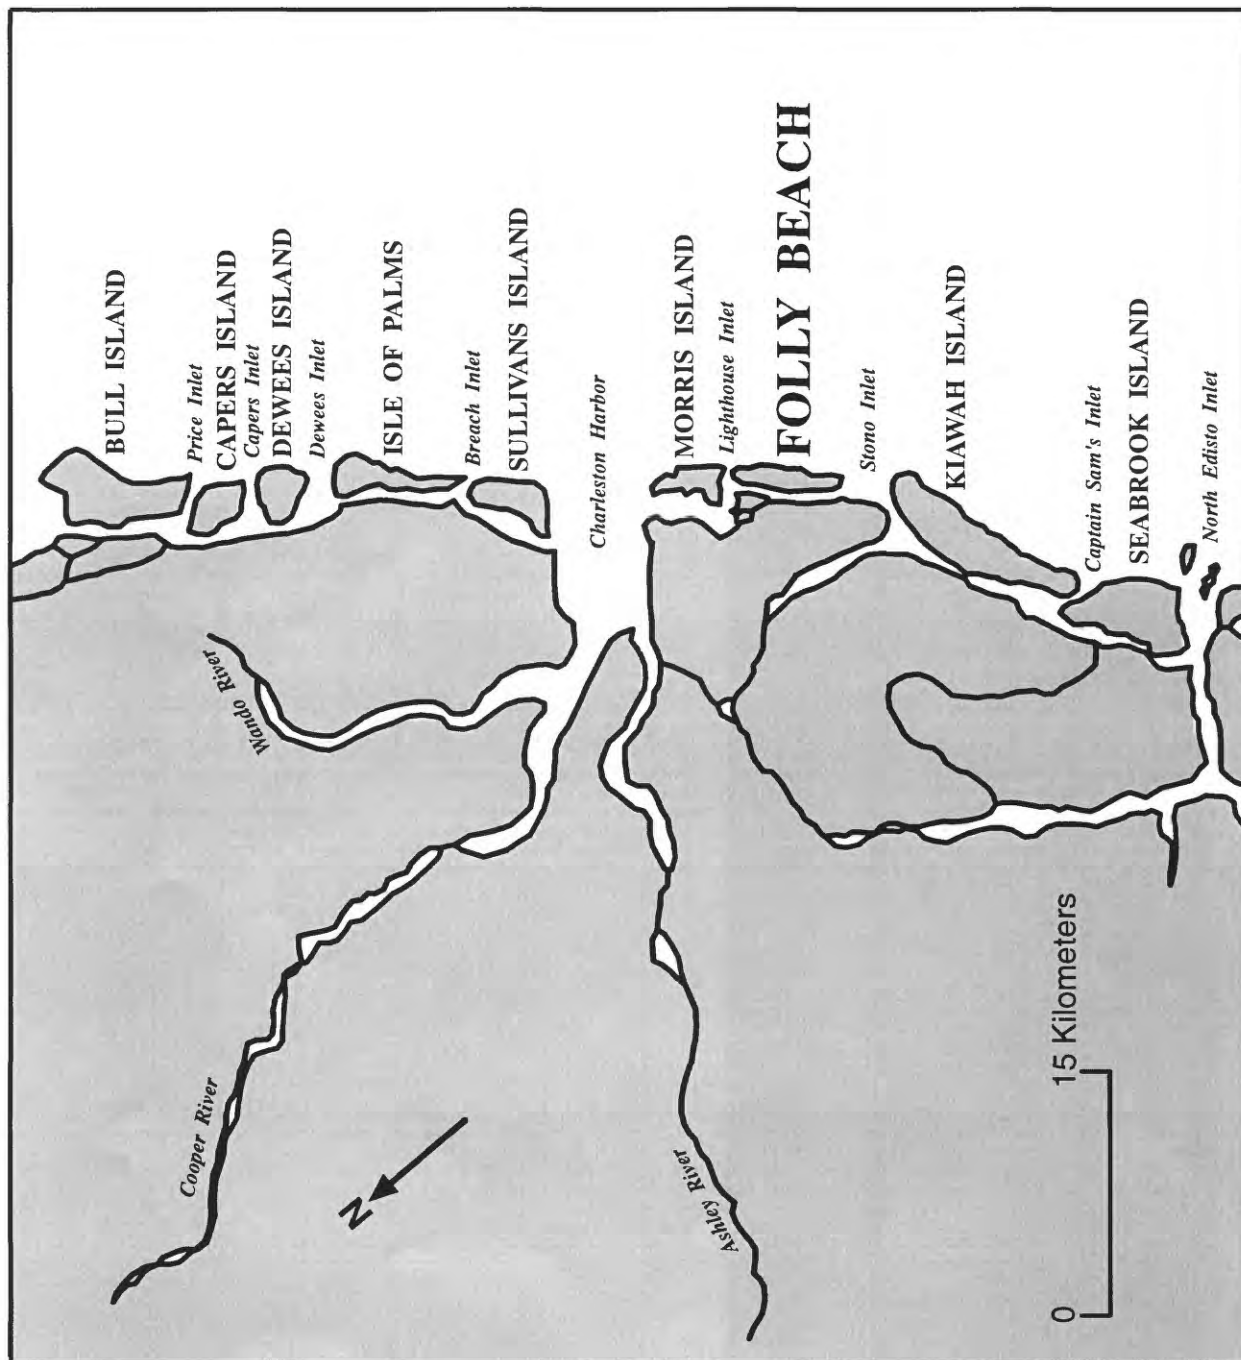 BULL ISLAND
Price Inlet
CAPERS ISLAND
Capers Inlet
DEWEES ISLAND
Dewees Inlet
ISLE OF PALMS
Breach Inlet
SULLIVANS ISLAND
Charleston Harbor
MORRIS ISLAND
Lighthouse Inlet
FOLLY BEACH
Stono Inlet
KIAWAH ISLAND
Captain Sam's Inlet
SEABROOK ISLAND
North Edisto Inlet
Wando River
Cooper River
N
Ashley River
0 15 Kilometers